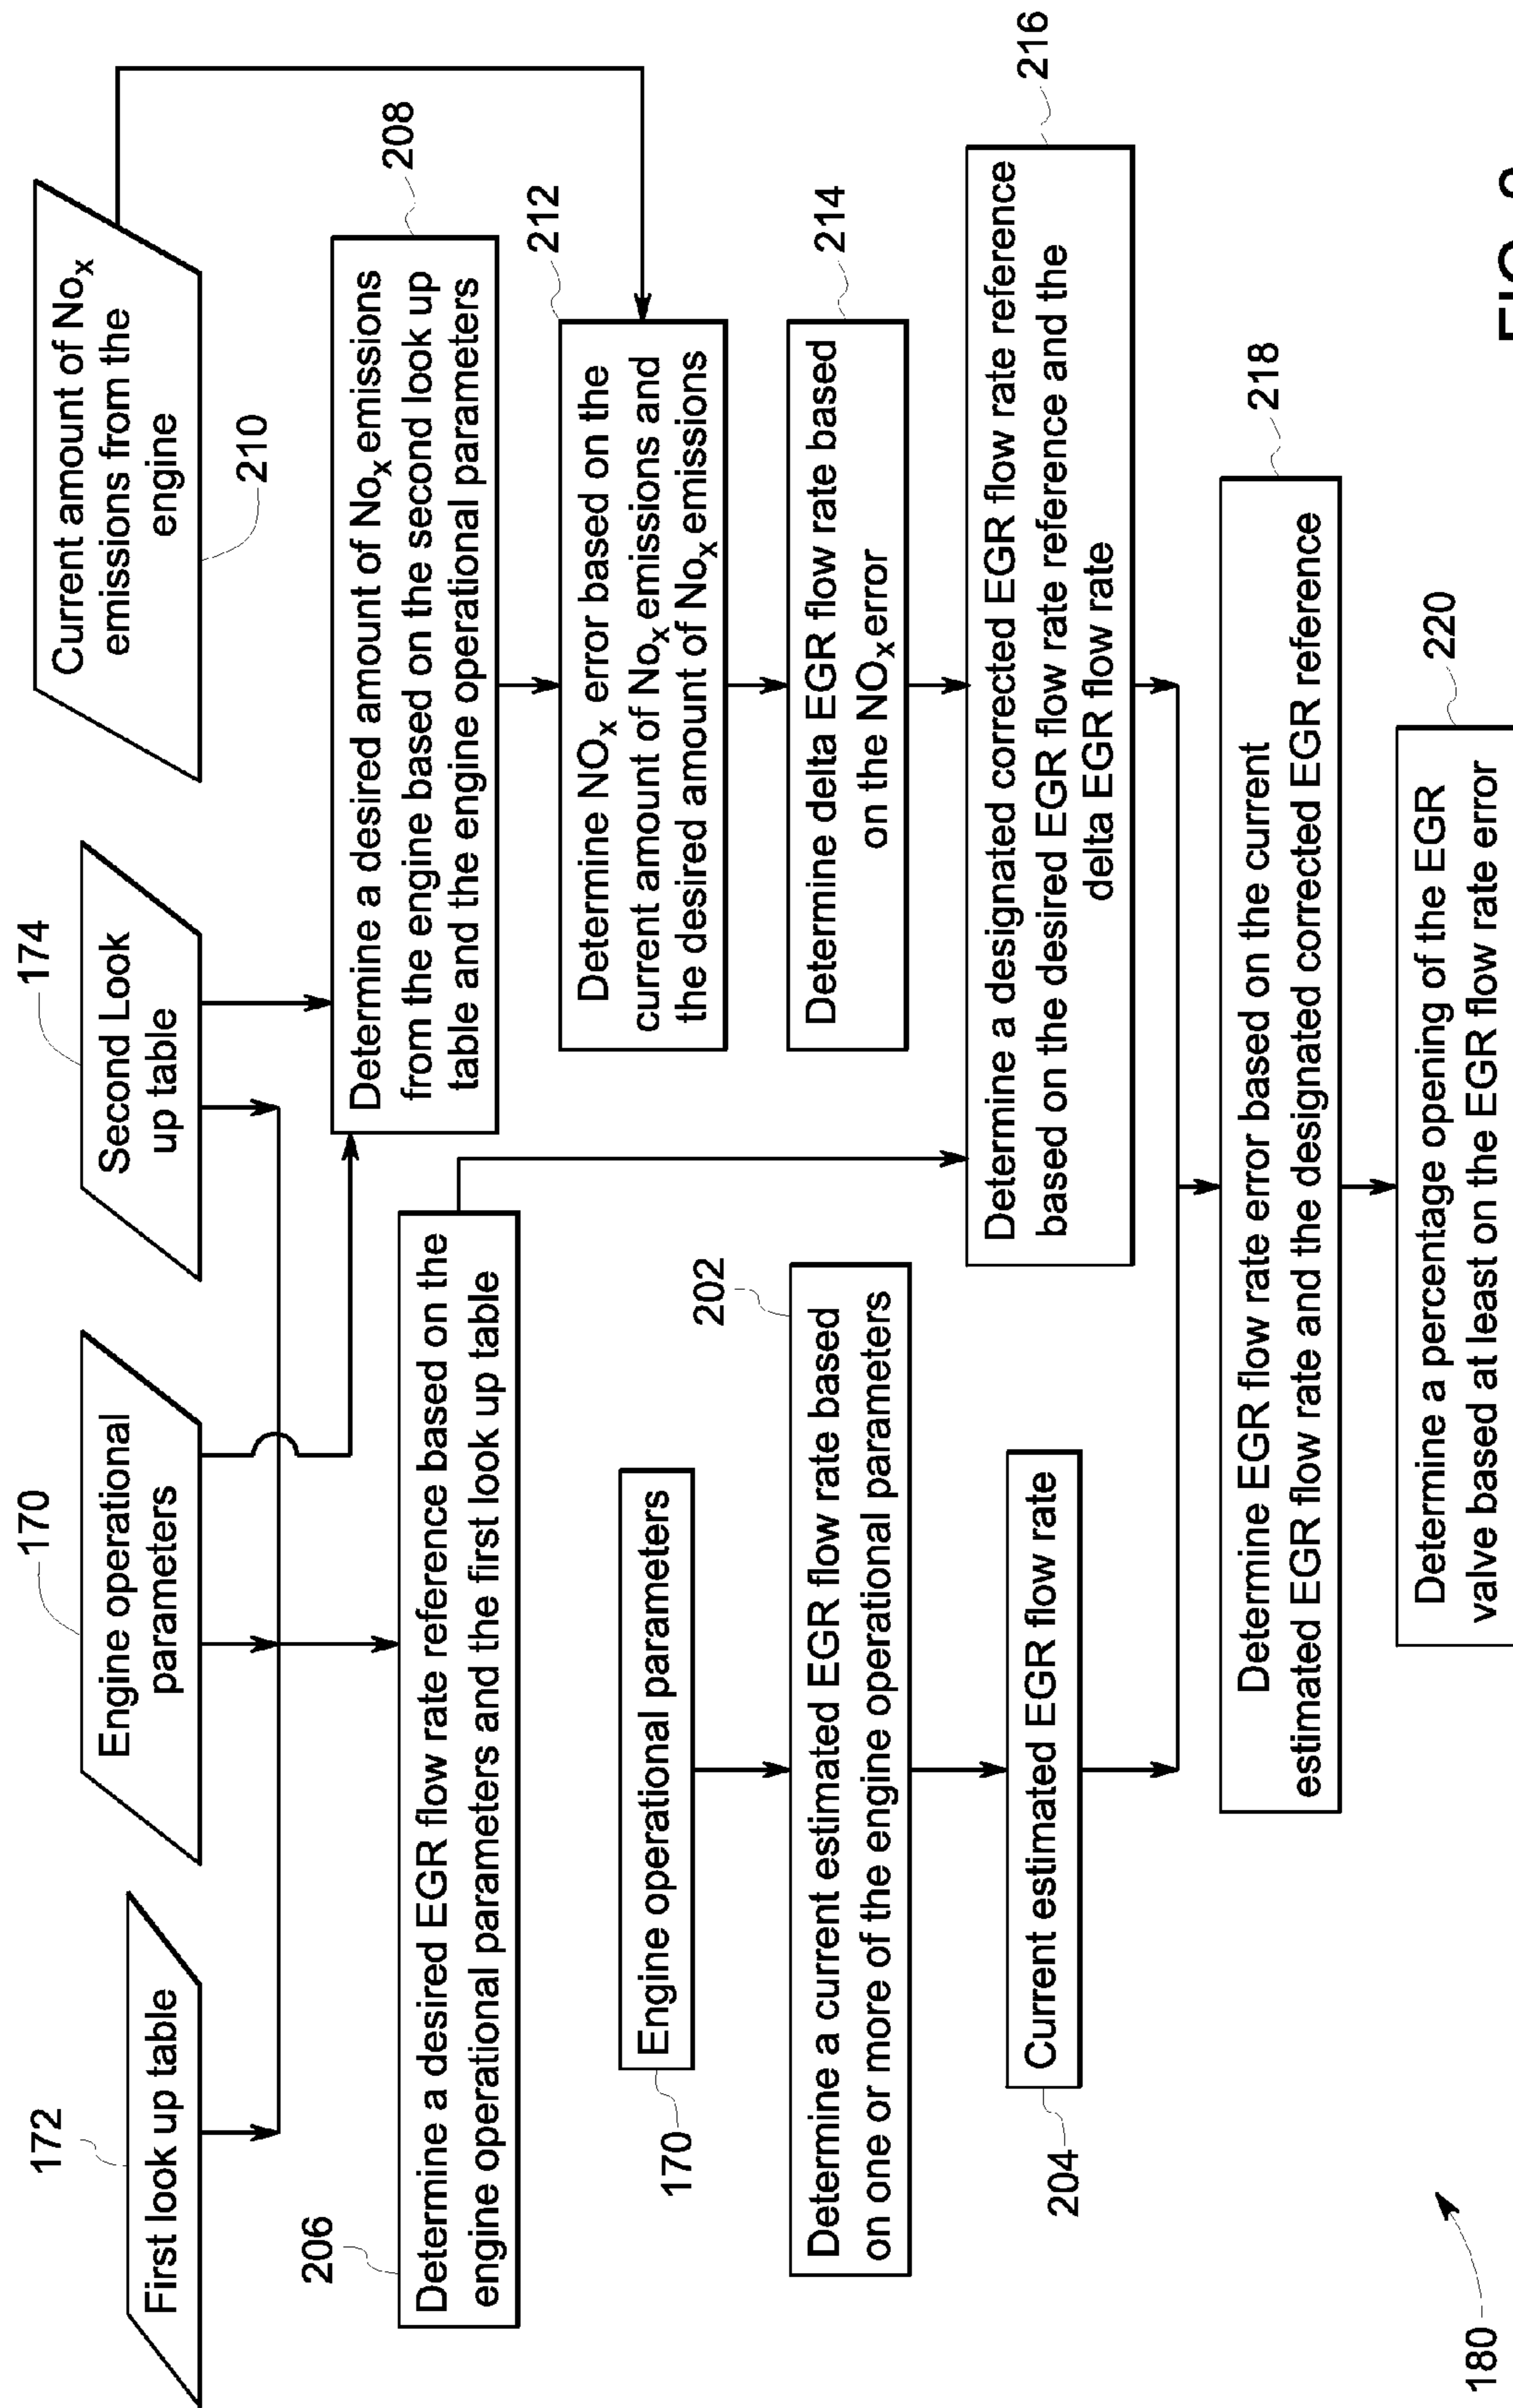 172
First look up table
170
Engine operational
parameters
174
Second Look
up table
Current amount of Nox
emissions from the
engine
210
206
Determine a desired EGR flow rate reference based on the
engine operational parameters and the first look up table
208
Determine a desired amount of Nox emissions
from the engine based on the second look up
table and the engine operational parameters
212
Determine NOx error based on the
current amount of Nox emissions and
the desired amount of Nox emissions
170
Engine operational parameters
202
Determine a current estimated EGR flow rate based
on one or more of the engine operational parameters
214
Determine delta EGR flow rate based
on the NOx error
204
Current estimated EGR flow rate
216
Determine a designated corrected EGR flow rate reference
based on the desired EGR flow rate reference and the
delta EGR flow rate
218
Determine EGR flow rate error based on the current
estimated EGR flow rate and the designated corrected EGR reference
220
Determine a percentage opening of the EGR
valve based at least on the EGR flow rate error
180
FIG.